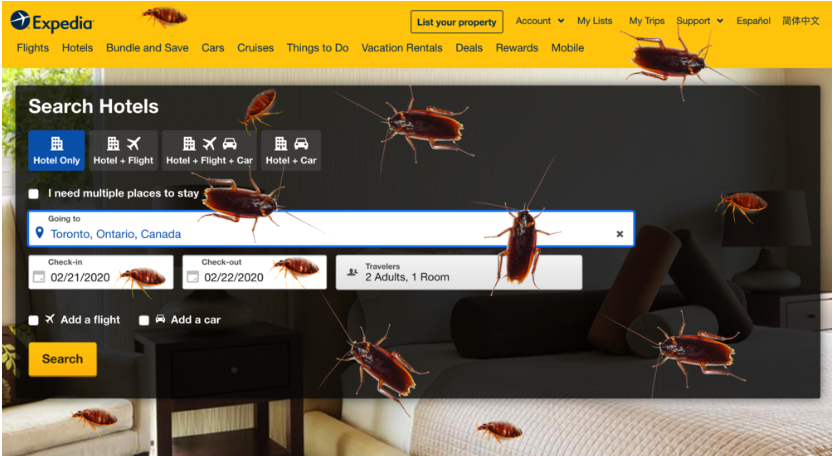 Expedia
List your property
Account
My Lists
My Trips
Support
Español
简体中文
Flights
Hotels
Bundle and Save
Cars
Cruises
Things to Do
Vacation Rentals
Deals
Rewards
Mobile
Search Hotels
Hotel Only
Hotel + Flight
Hotel + Flight + Car
Hotel + Car
I need multiple places to stay
Going to
Toronto, Ontario, Canada
Check-in
02/21/2020
Check-out
02/22/2020
Travelers
2 Adults, 1 Room
Add a flight
Add a car
Search